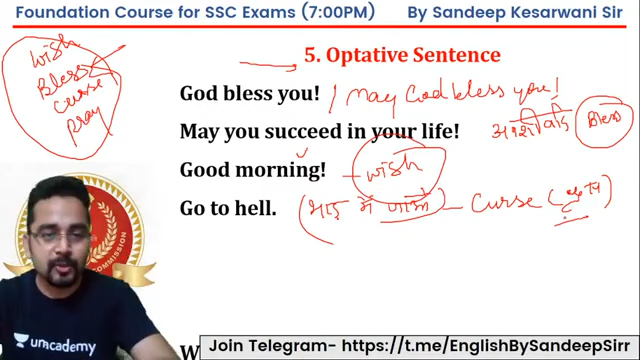 Foundation Course for SSC Exams (7:00PM) By Sandeep Kesarwani Sir
5. Optative Sentence
wish
Bless
curse
pray
God bless you! / may God bless you!
May you succeed in your life! Bless
Good morning! wish
Go to hell. (भाड़ में जाओ) - curse
unacademy
W
Join Telegram- https://t.me/EnglishBySandeepSirr